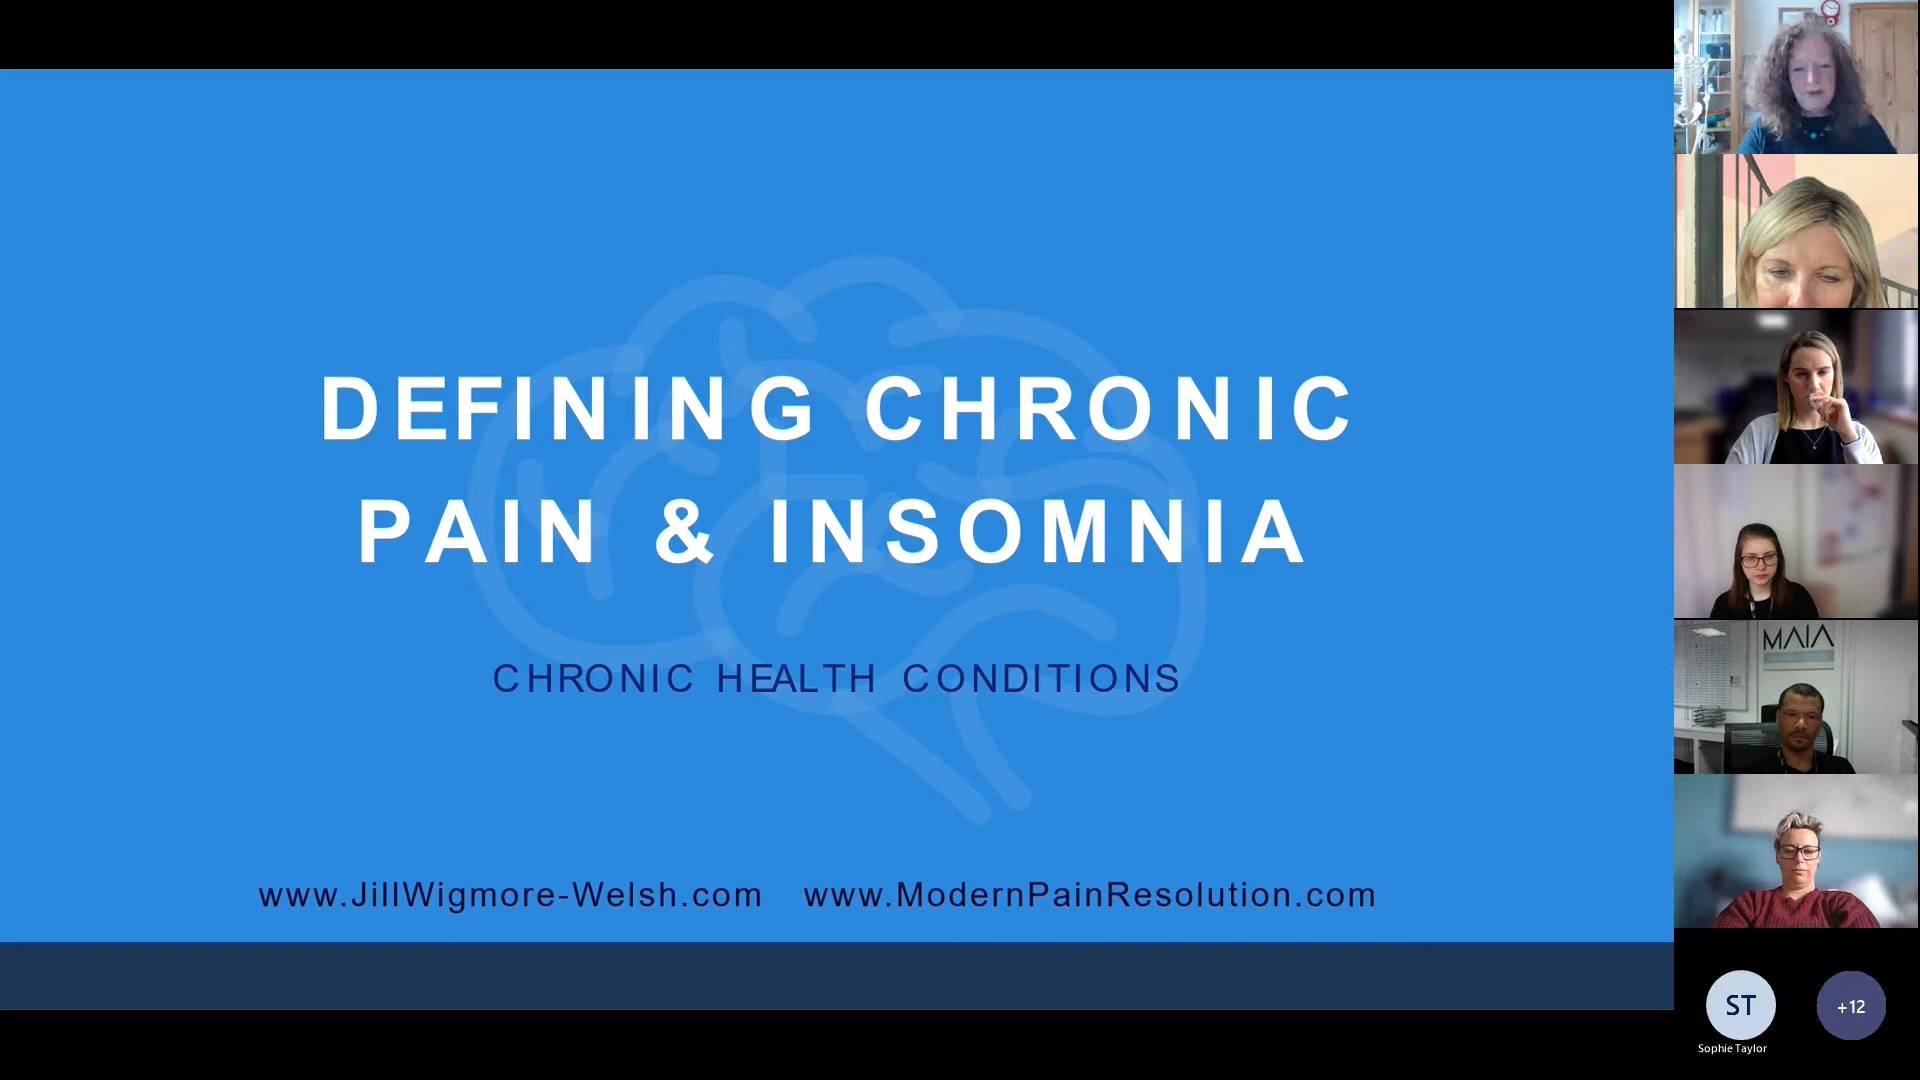 DEFINING CHRONIC
PAIN & INSOMNIA
CHRONIC HEALTH CONDITIONS
www.JillWigmore-Welsh.com www.ModernPainResolution.com
MAIA
ST
+12
Sophie Taylor